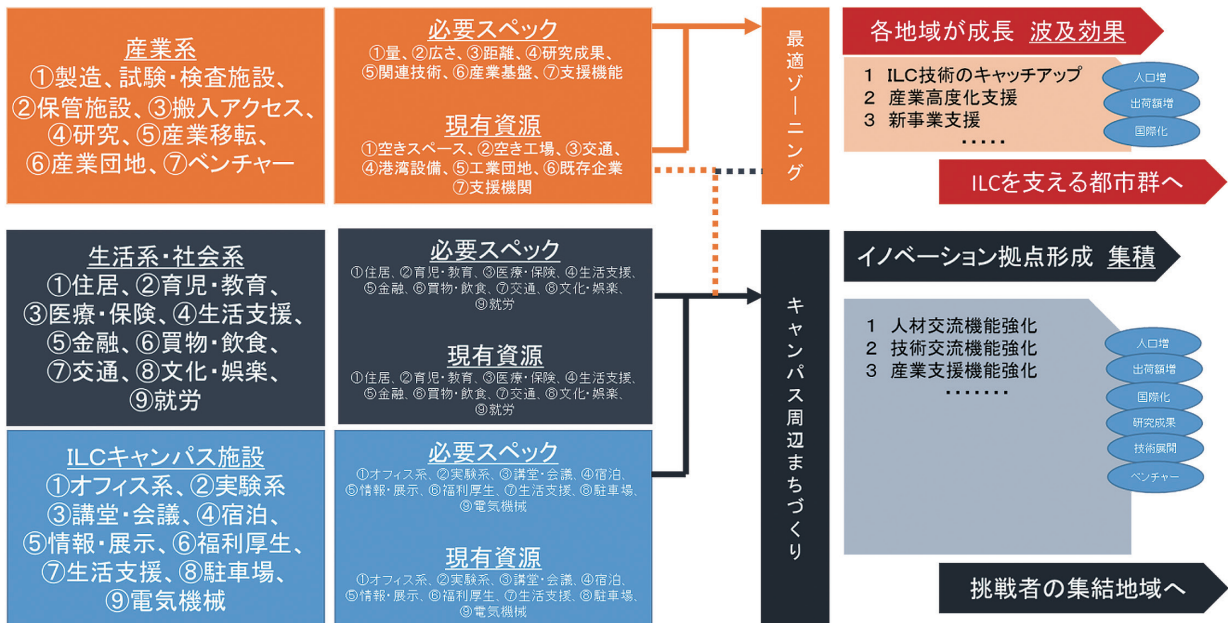 産業系
①製造、試験・検査施設、
②保管施設、③搬入アクセス、
④研究、⑤産業移転、
⑥産業団地、⑦ベンチャー
必要スペック
①量、②広さ、③距離、④研究成果、
⑤関連技術、⑥産業基盤、⑦支援機能
現有資源
①空きスペース、②空き工場、③交通、
④港湾設備、⑤工業団地、⑥既存企業
⑦支援機関
最適ゾーニング
各地域が成長 波及効果
1 ILC技術のキャッチアップ
2 産業高度化支援
3 新事業支援
‥‥‥
人口増
出荷額増
国際化
ILCを支える都市群へ
生活系・社会系
①住居、②育児・教育、
③医療・保険、④生活支援、
⑤金融、⑥買物・飲食、
⑦交通、⑧文化・娯楽、
⑨就労
必要スペック
①住居、②育児・教育、③医療・保険、④生活支援、
⑤金融、⑥買物・飲食、⑦交通、⑧文化・娯楽、
⑨就労
現有資源
①住居、②育児・教育、③医療・保険、④生活支援、
⑤金融、⑥買物・飲食、⑦交通、⑧文化・娯楽、
⑨就労
ILCキャンパス施設
①オフィス系、②実験系
③講堂・会議、④宿泊、
⑤情報・展示、⑥福利厚生、
⑦生活支援、⑧駐車場、
⑨電気機械
必要スペック
①オフィス系、②実験系、③講堂・会議、④宿泊、
⑤情報・展示、⑥福利厚生、⑦生活支援、⑧駐車場、
⑨電気機械
現有資源
①オフィス系、②実験系、③講堂・会議、④宿泊、
⑤情報・展示、⑥福利厚生、⑦生活支援、⑧駐車場、
⑨電気機械
キャンパス周辺まちづくり
イノベーション拠点形成 集積
1 人材交流機能強化
2 技術交流機能強化
3 産業支援機能強化
‥‥‥‥
人口増
出荷額増
国際化
研究成果
技術展開
ベンチャー
挑戦者の集結地域へ